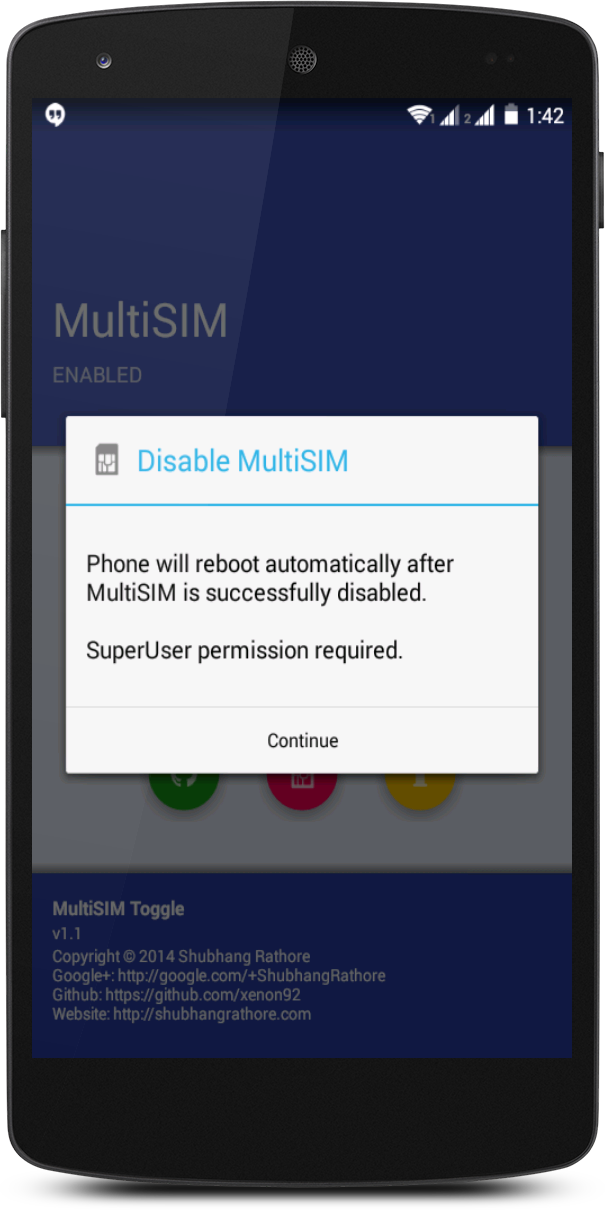 1 2 1:42
MultiSIM
ENABLED
Disable MultiSIM
Phone will reboot automatically after
MultiSIM is successfully disabled.
SuperUser permission required.
Continue
MultiSIM Toggle
v1.1
Copyright © 2014 Shubhang Rathore
Google+: http://google.com/+ShubhangRathore
Github: https://github.com/xenon92
Website: http://shubhangrathore.com